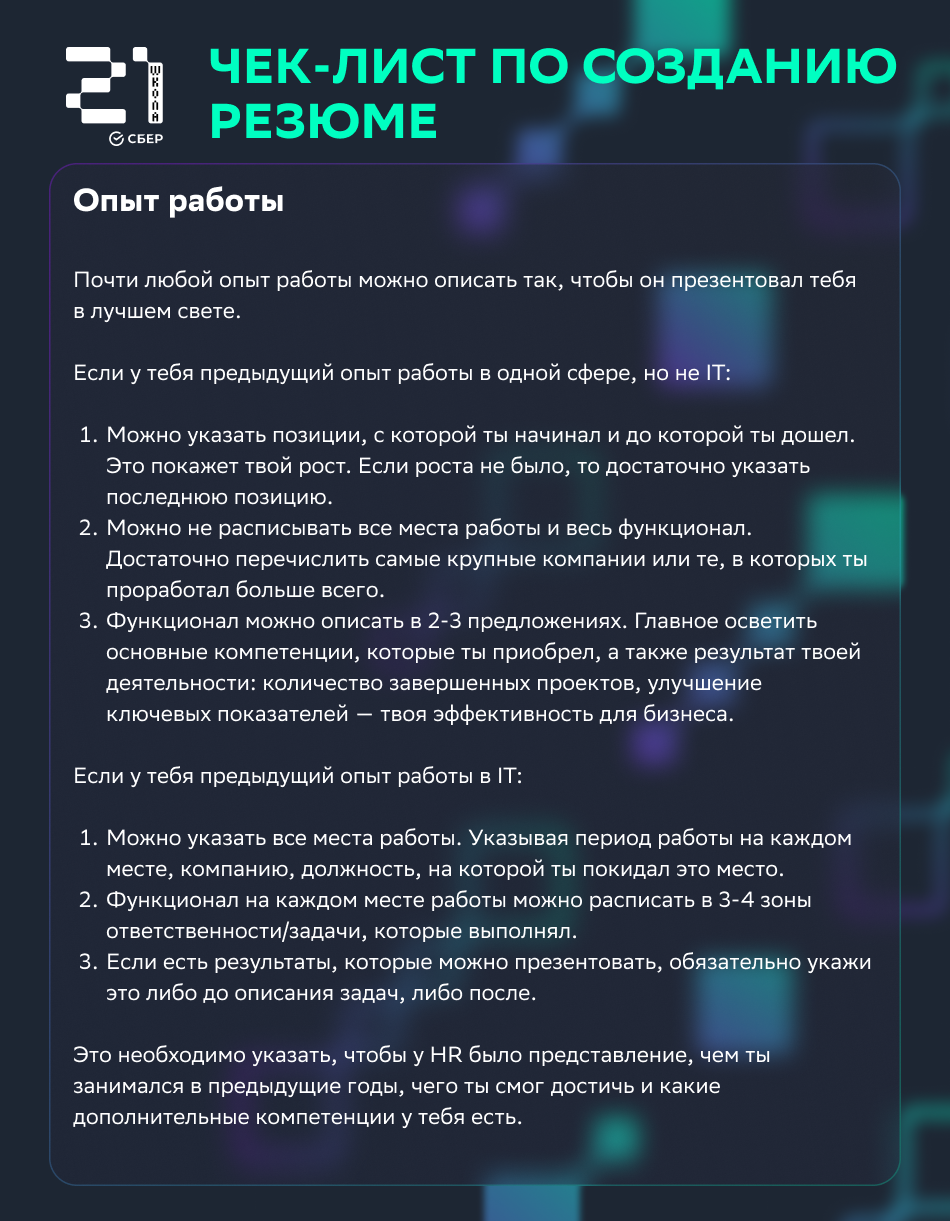 21
ШКОЛА
СБЕР
ЧЕК-ЛИСТ ПО СОЗДАНИЮ
РЕЗЮМЕ
Опыт работы
Почти любой опыт работы можно описать так, чтобы он презентовал тебя
в лучшем свете.
Если у тебя предыдущий опыт работы в одной сфере, но не IT:
1. Можно указать позиции, с которой ты начинал и до которой ты дошел.
Это покажет твой рост. Если роста не было, то достаточно указать
последнюю позицию.
2. Можно не расписывать все места работы и весь функционал.
Достаточно перечислить самые крупные компании или те, в которых ты
проработал больше всего.
3. Функционал можно описать в 2-3 предложениях. Главное осветить
основные компетенции, которые ты приобрел, а также результат твоей
деятельности: количество завершенных проектов, улучшение
ключевых показателей — твоя эффективность для бизнеса.
Если у тебя предыдущий опыт работы в IT:
1. Можно указать все места работы. Указывая период работы на каждом
месте, компанию, должность, на которой ты покидал это место.
2. Функционал на каждом месте работы можно расписать в 3-4 зоны
ответственности/задачи, которые выполнял.
3. Если есть результаты, которые можно презентовать, обязательно укажи
это либо до описания задач, либо после.
Это необходимо указать, чтобы у HR было представление, чем ты
занимался в предыдущие годы, чего ты смог достичь и какие
дополнительные компетенции у тебя есть.